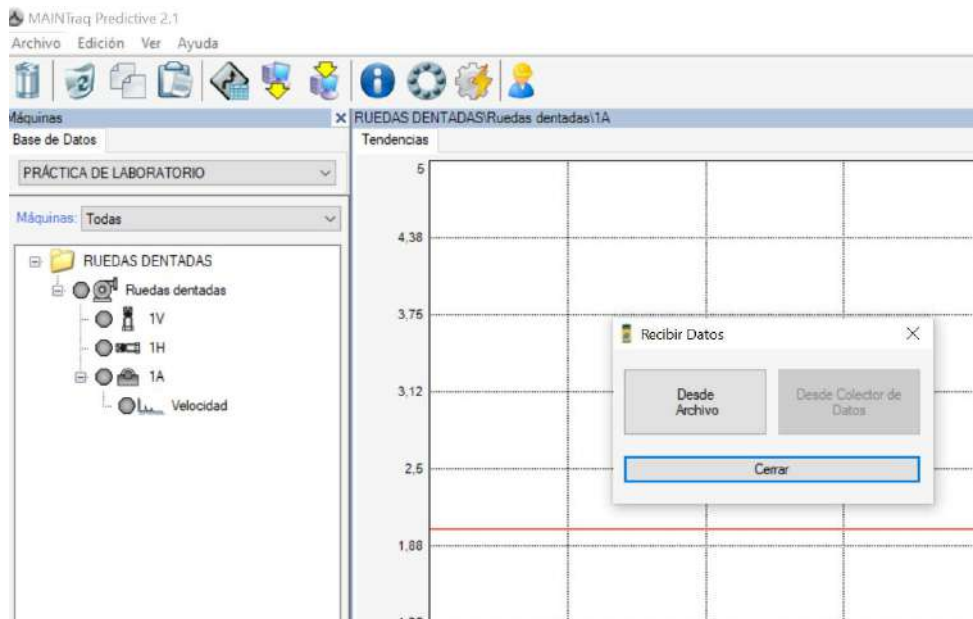 MAINTraq Predictive 2.1
Archivo Edición Ver Ayuda
Máquinas
RUEDAS DENTADAS\Ruedas dentadas\1A
Base de Datos
Tendencias
PRÁCTICA DE LABORATORIO
Máquinas: Todas
RUEDAS DENTADAS
Ruedas dentadas
1V
1H
1A
Velocidad
5
4,38
3,75
3,12
2,5
1,88
Recibir Datos
Desde
Archivo
Desde Colector de
Datos
Cerrar